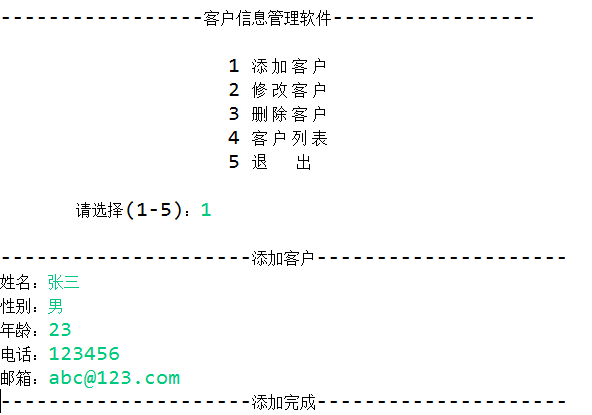 -----------------客户信息管理软件-----------------
1 添加客户
2 修改客户
3 删除客户
4 客户列表
5 退 出
请选择(1-5): 1
---------------------添加客户---------------------
姓名：张三
性别：男
年龄：23
电话：123456
邮箱：abc@123.com
---------------------添加完成---------------------